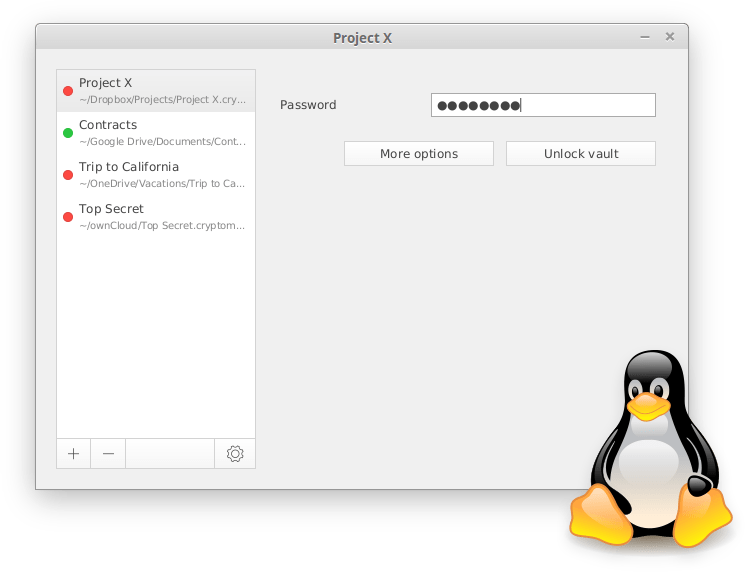 Project X
Project X
~/Dropbox/Projects/Project X.cry...
Contracts
~/Google Drive/Documents/Cont...
Trip to California
~/OneDrive/Vacations/Trip to Ca...
Top Secret
~/ownCloud/Top Secret.cryptom...
Password
More options
Unlock vault